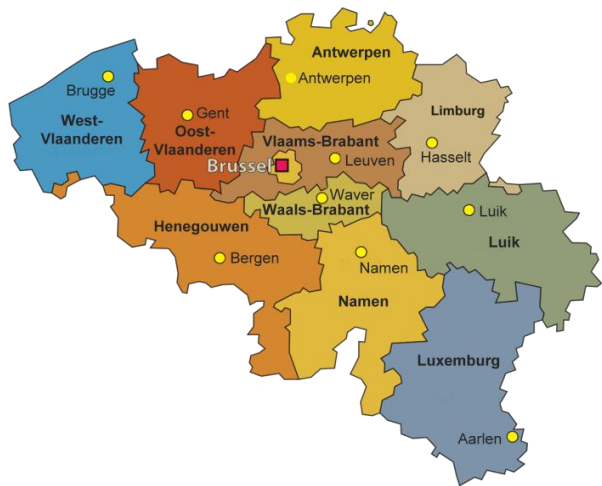 Antwerpen
Antwerpen
Brugge
West-
Vlaanderen
Gent
Oost-
Vlaanderen
Limburg
Hasselt
Vlaams-Brabant
Leuven
Brussel
Waver
Waals-Brabant
Henegouwen
Bergen
Luik
Luik
Namen
Namen
Luxemburg
Aarlen